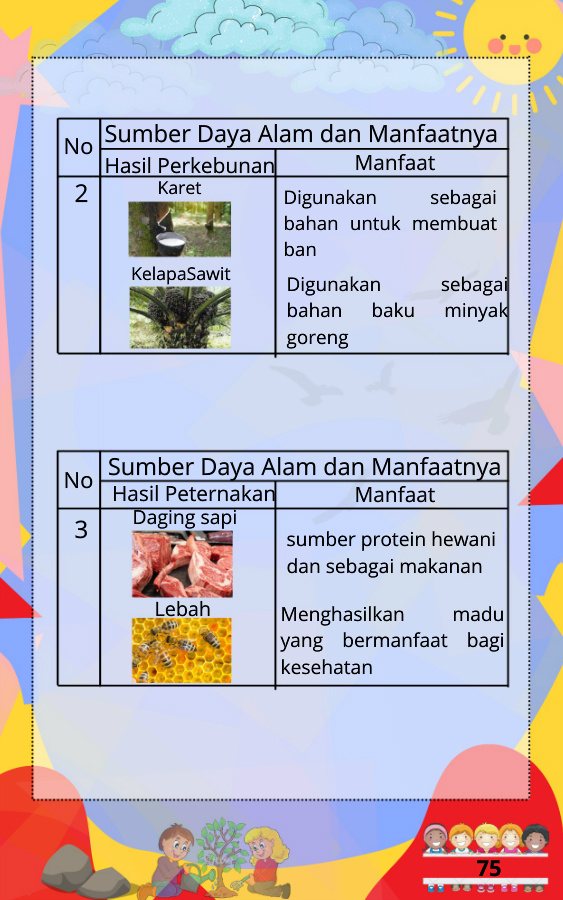 No
Sumber Daya Alam dan Manfaatnya
Hasil Perkebunan
Manfaat
2
Karet
Digunakan sebagai
bahan untuk membuat
ban
KelapaSawit
Digunakan sebagai
bahan baku minyak
goreng
No
Sumber Daya Alam dan Manfaatnya
Hasil Peternakan
Manfaat
3
Daging sapi
sumber protein hewani
dan sebagai makanan
Lebah
Menghasilkan madu
yang bermanfaat bagi
kesehatan
75